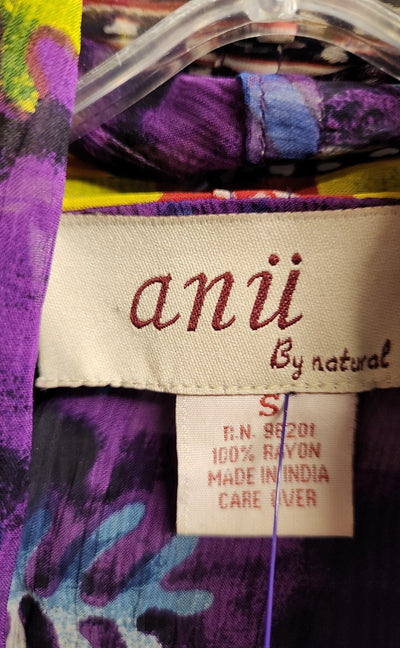 anü
By natural
S
R.N. 96201
100% RAYON
MADE IN INDIA
CARE OVER